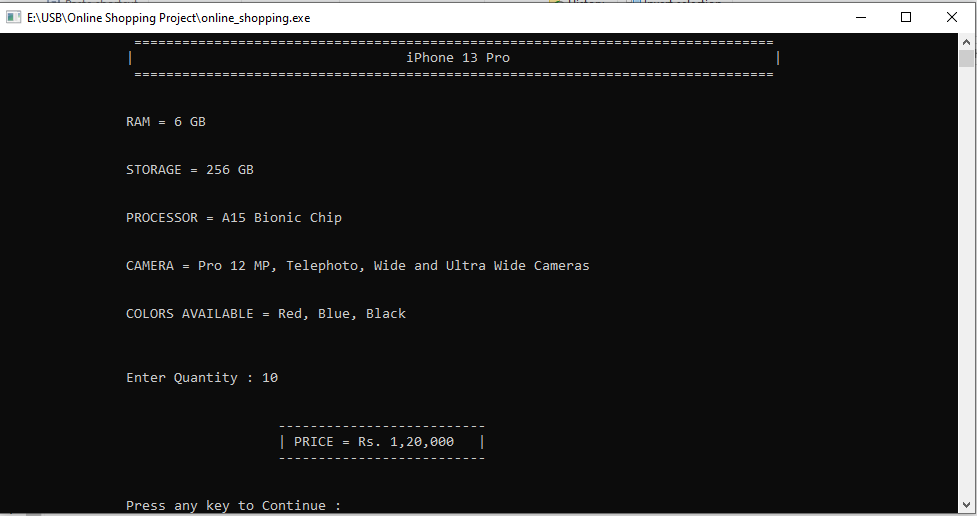 E:\USB\Online Shopping Project\online_shopping.exe
===============================================================================
| iPhone 13 Pro |
===============================================================================
RAM = 6 GB
STORAGE = 256 GB
PROCESSOR = A15 Bionic Chip
CAMERA = Pro 12 MP, Telephoto, Wide and Ultra Wide Cameras
COLORS AVAILABLE = Red, Blue, Black
Enter Quantity : 10
--------------------------
| PRICE = Rs. 1,20,000 |
--------------------------
Press any key to Continue :